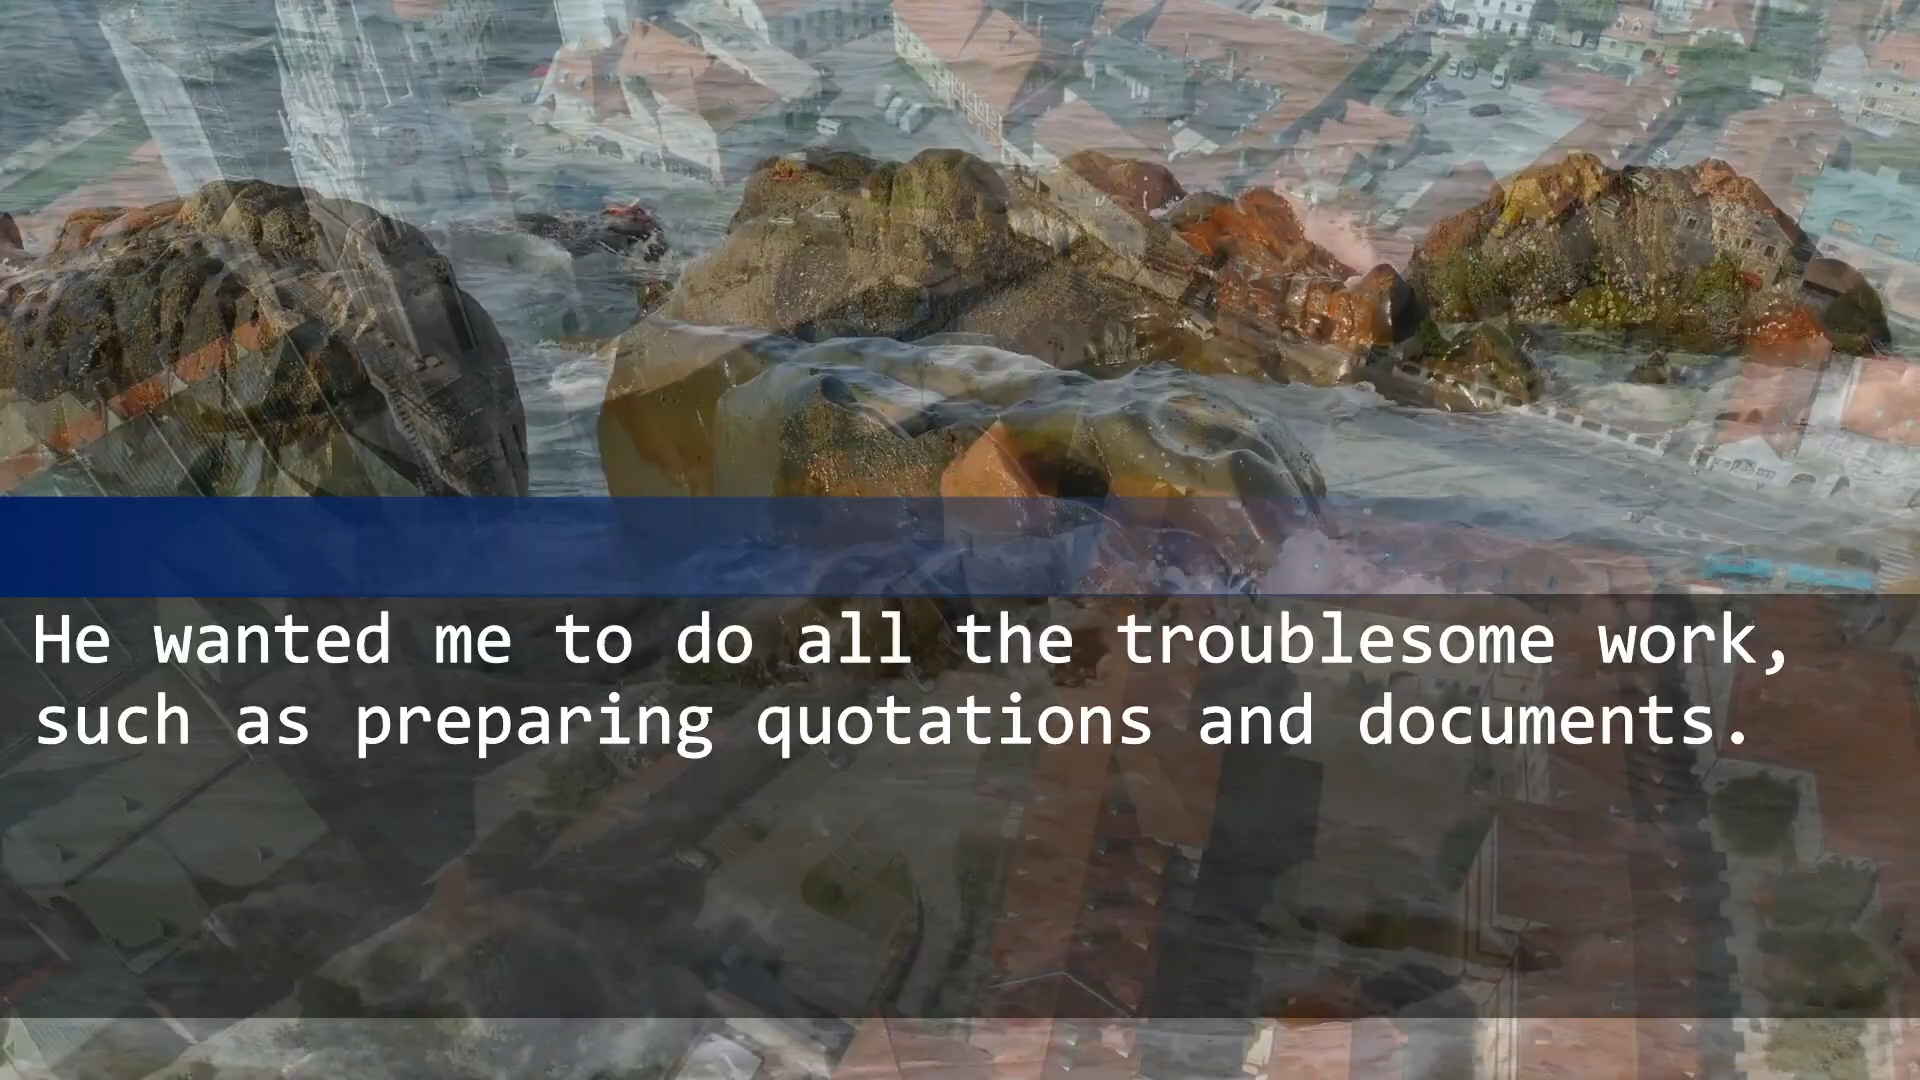 He wanted me to do all the troublesome work,
such as preparing quotations and documents.